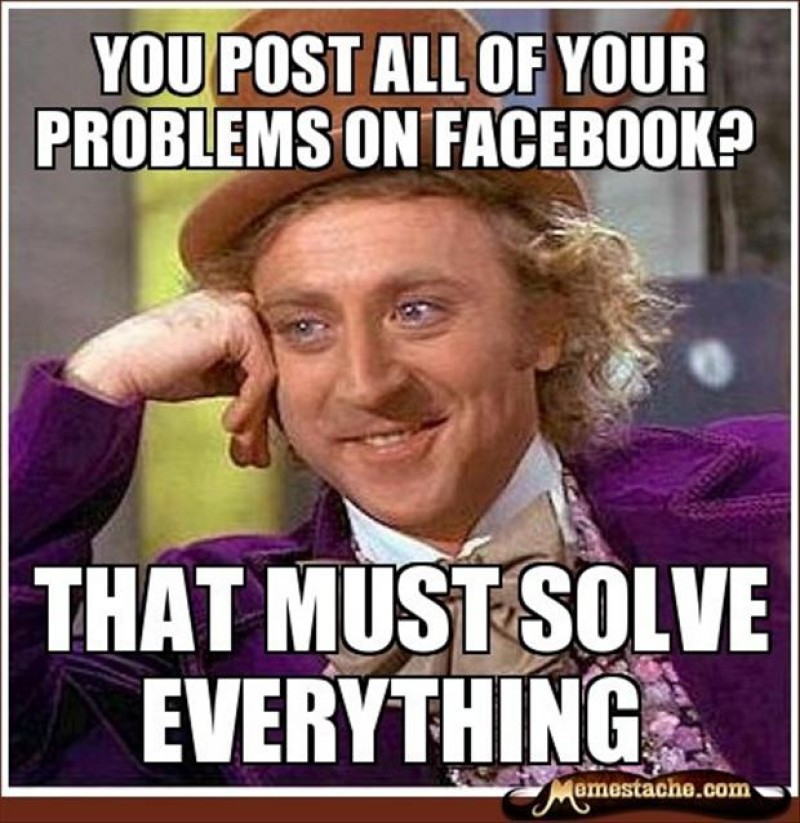 YOU POST ALL OF YOUR
PROBLEMS ON FACEBOOK?
THAT MUST SOLVE
EVERYTHING
Memestache.com